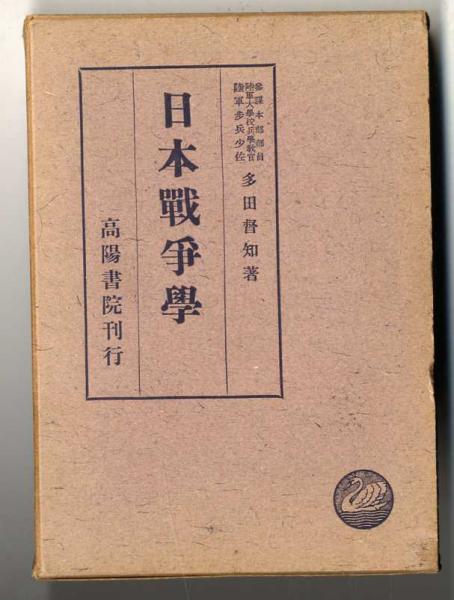 參謀本部部員
陸軍大學校兵學教官
陸軍步兵少佐
多田督知著
日本戰爭學
高陽書院刊行